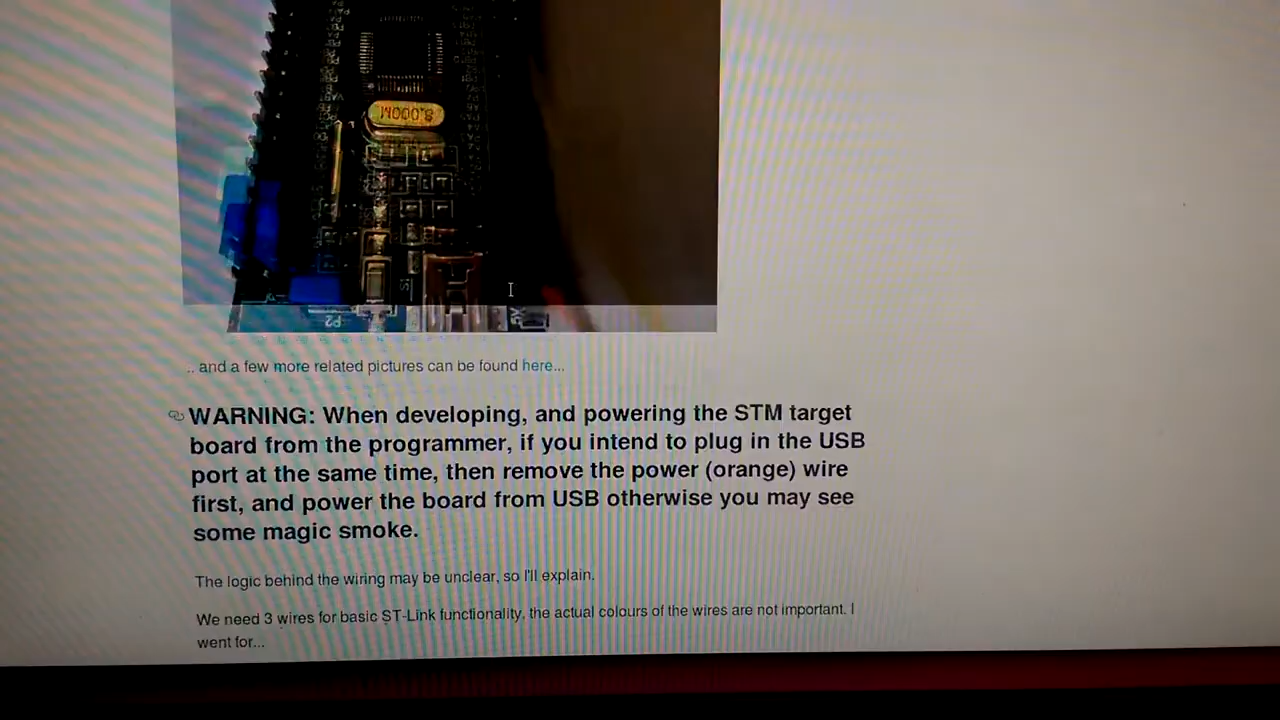 8.000M
P2
5V
.. and a few more related pictures can be found here...
WARNING: When developing, and powering the STM target
board from the programmer, if you intend to plug in the USB
port at the same time, then remove the power (orange) wire
first, and power the board from USB otherwise you may see
some magic smoke.
The logic behind the wiring may be unclear, so I'll explain.
We need 3 wires for basic ST-Link functionality, the actual colours of the wires are not important. I
went for...